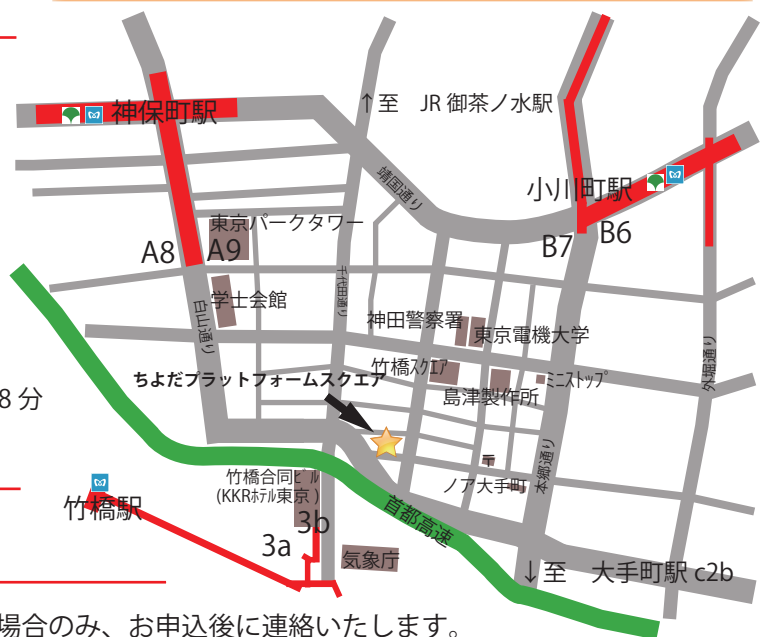 神保町駅
↑至 JR 御茶ノ水駅
靖国通り
小川町駅
東京パークタワー
A8
A9
B7
B6
学士会館
白山通り
千代田通り
神田警察署
東京電機大学
外堀通り
竹橋スクエア
ミニストップ
ちよだプラットフォームスクエア
島津製作所
8 分
本郷通り
〒
竹橋合同ビル
(KKRホテル東京)
ノア大手町
竹橋駅
首都高速
3b
3a
気象庁
↓至 大手町駅 c2b
場合のみ、お申込後に連絡いたします。